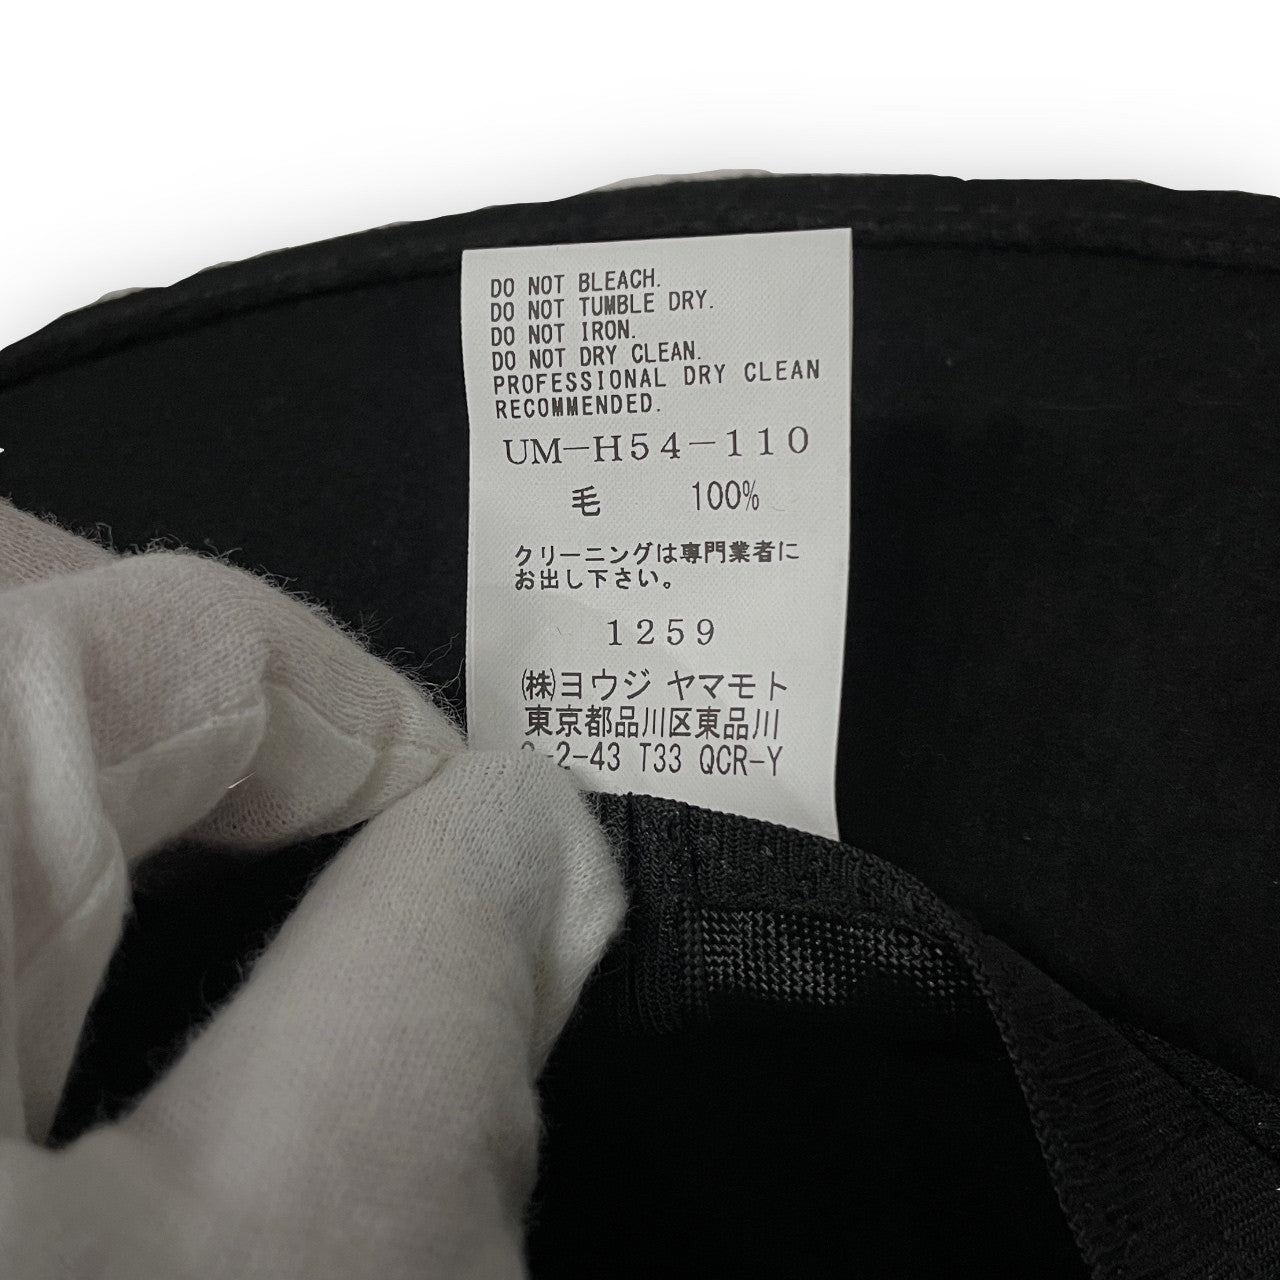 DO NOT BLEACH.
DO NOT TUMBLE DRY.
DO NOT IRON.
DO NOT DRY CLEAN.
PROFESSIONAL DRY CLEAN
RECOMMENDED.
UM-H54-110
毛 100%
クリーニングは専門業者に
お出し下さい。
1259
㈱ヨウジ ヤマモト
東京都品川区東品川
-2-43 T33 QCR-Y